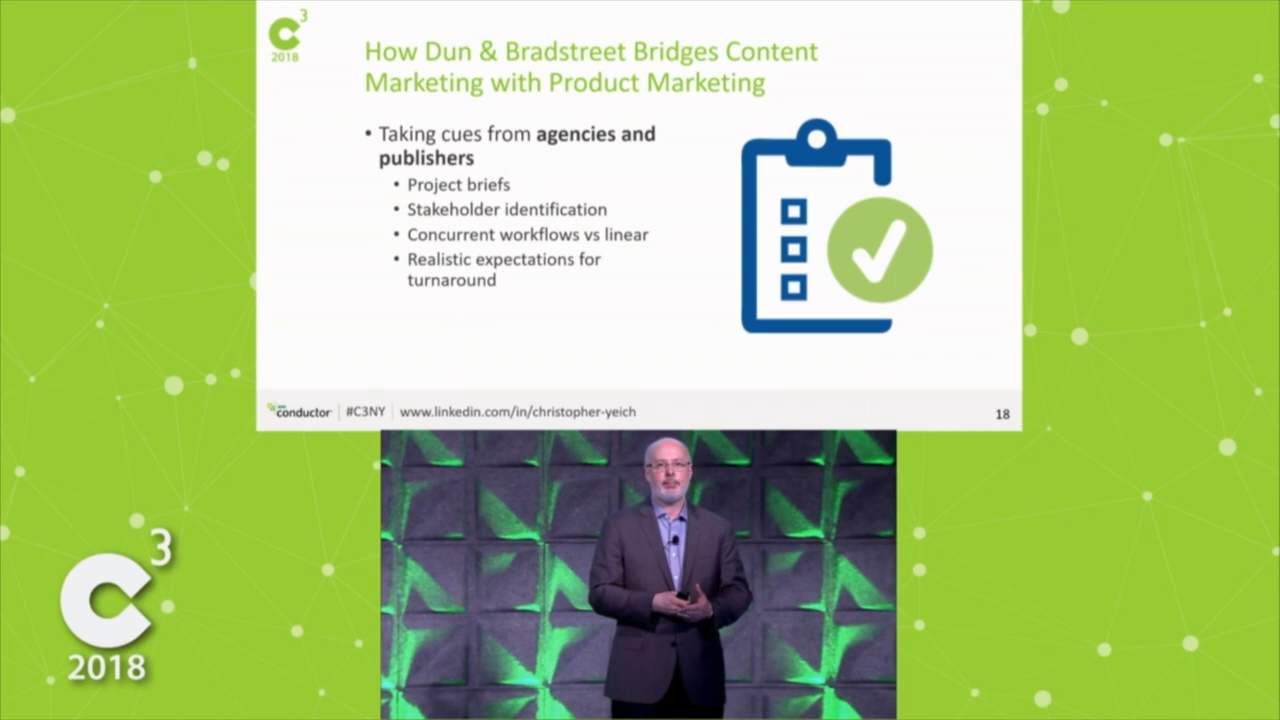 C3
2018
How Dun & Bradstreet Bridges Content
Marketing with Product Marketing
• Taking cues from agencies and
publishers
• Project briefs
• Stakeholder identification
• Concurrent workflows vs linear
• Realistic expectations for
turnaround
conductor #C3NY www.linkedin.com/in/christopher-yeich 18
C3
2018